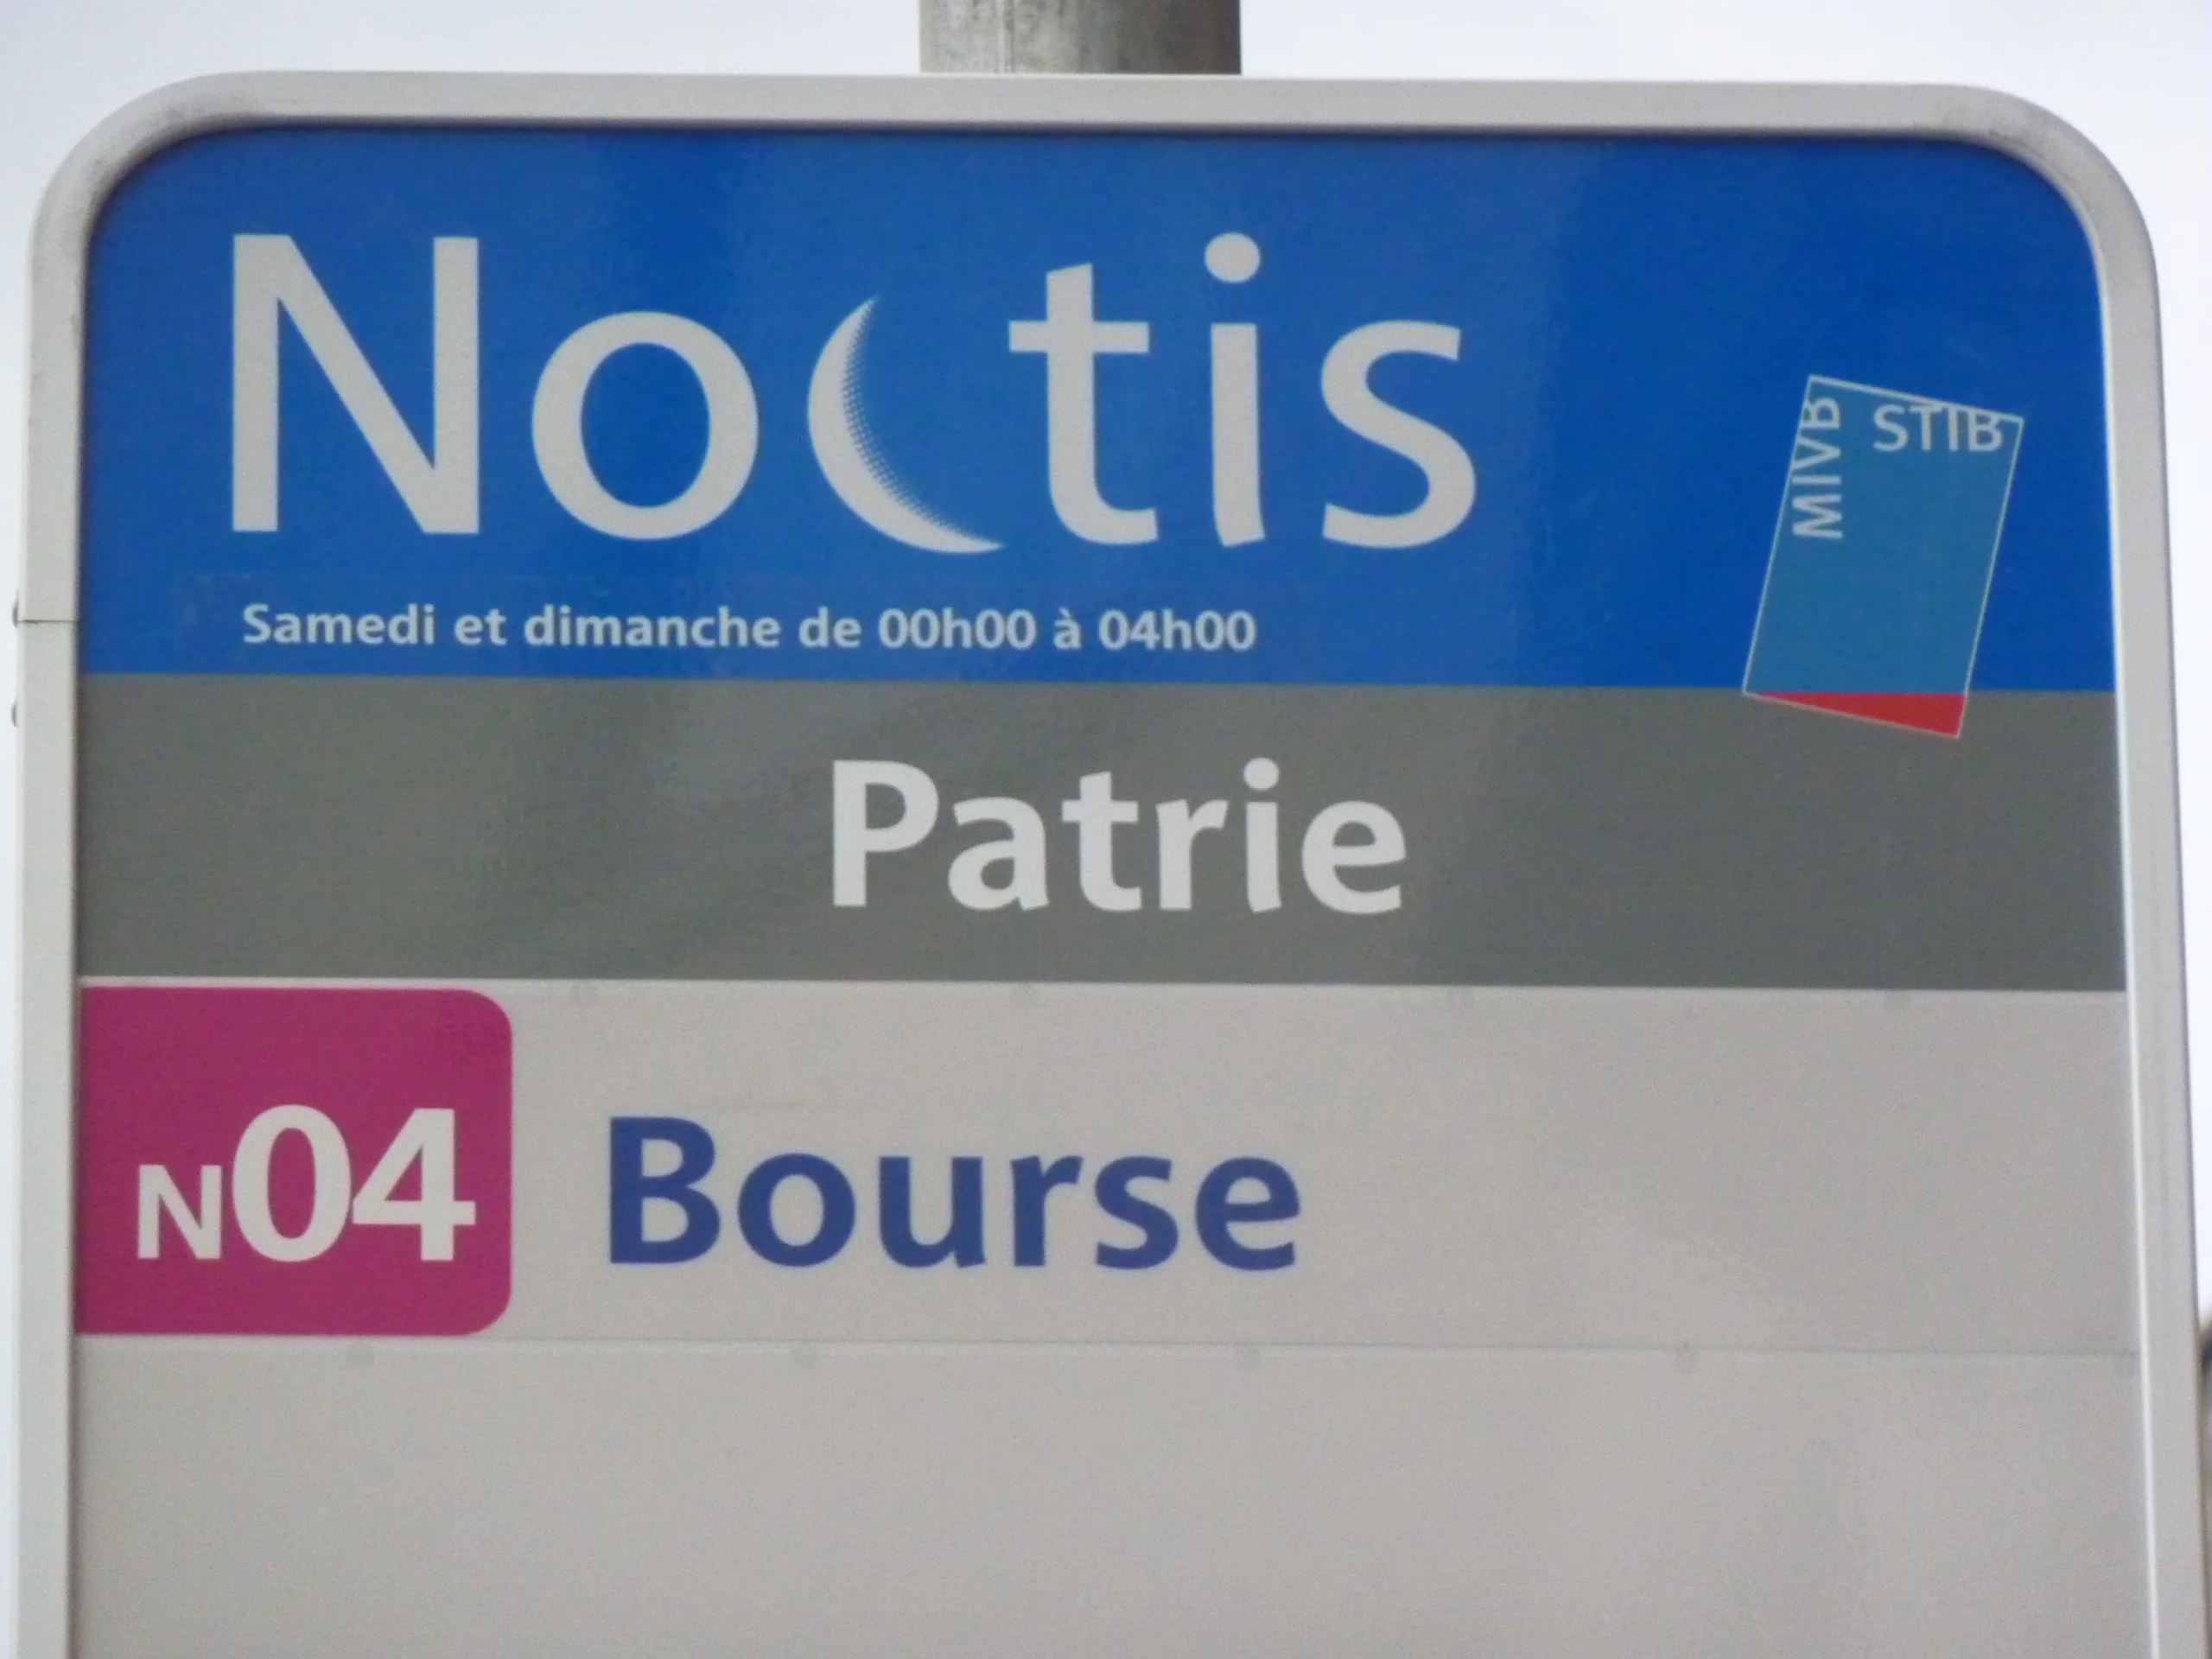 Noctis
Samedi et dimanche de 00h00 à 04h00
MIVB
STIB
Patrie
N04 Bourse